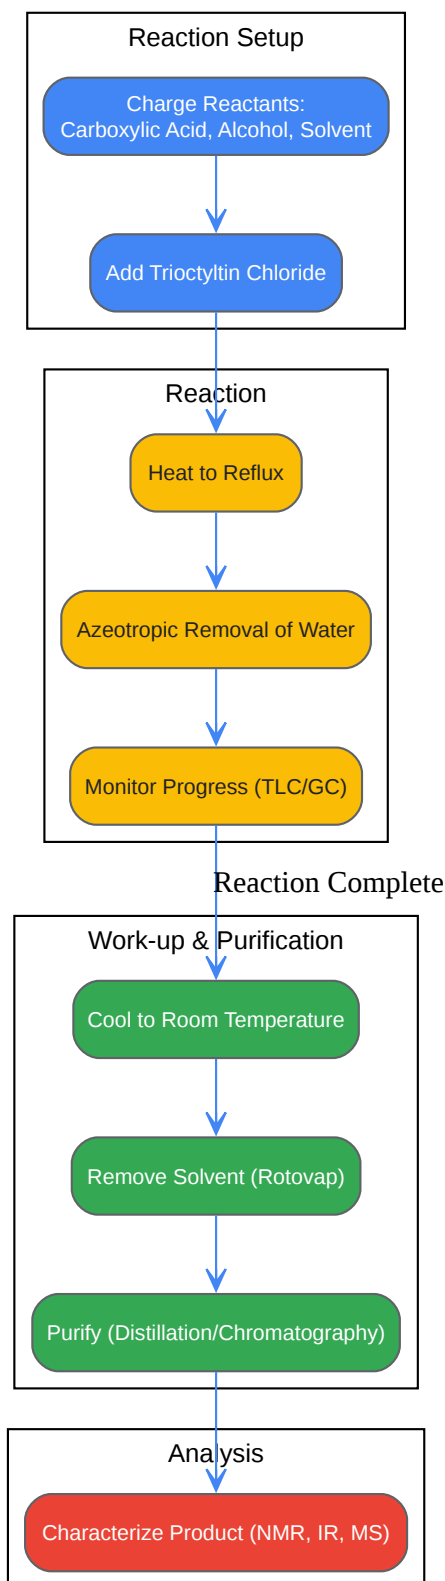 Reaction Setup
Charge Reactants:
Carboxylic Acid, Alcohol, Solvent
Add Trioctyltin Chloride
Reaction
Heat to Reflux
Azeotropic Removal of Water
Monitor Progress (TLC/GC)
Reaction Complete
Work-up & Purification
Cool to Room Temperature
Remove Solvent (Rotovap)
Purify (Distillation/Chromatography)
Analysis
Characterize Product (NMR, IR, MS)